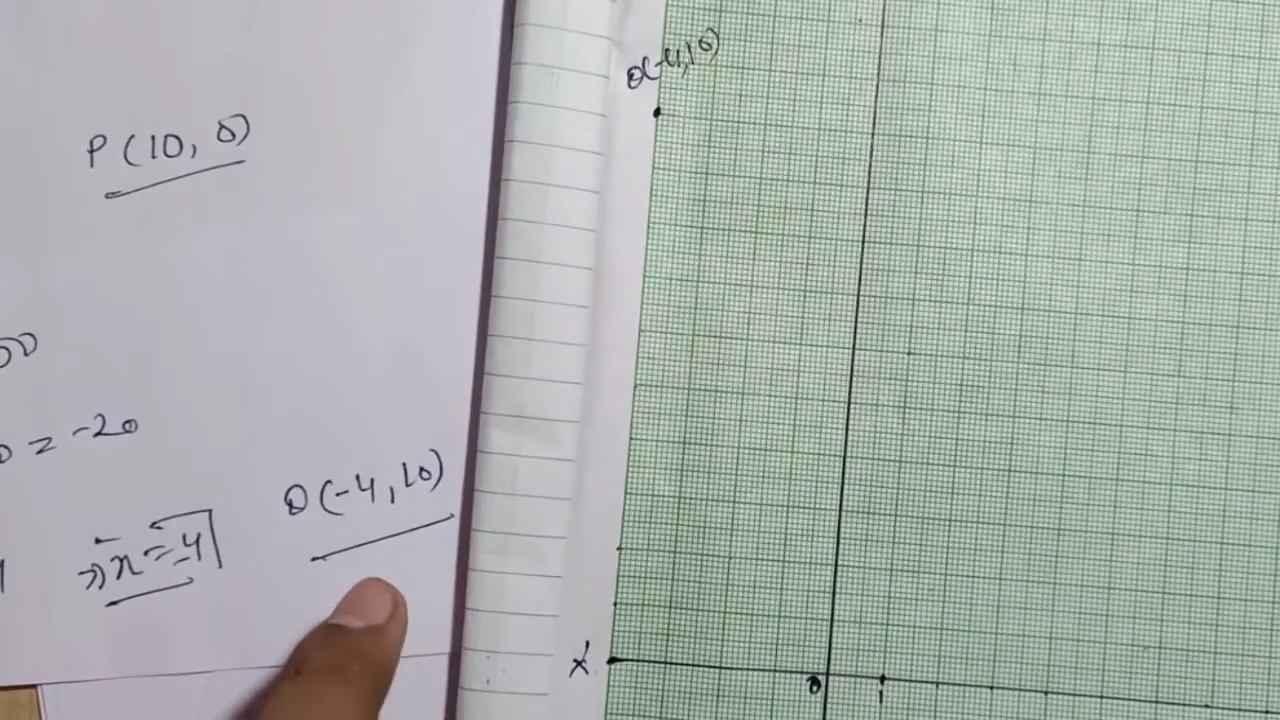 P(10, 0)
= -20
Q(-4, 10)
⇒ x = -4
Q(-4, 10)
X'
0
1